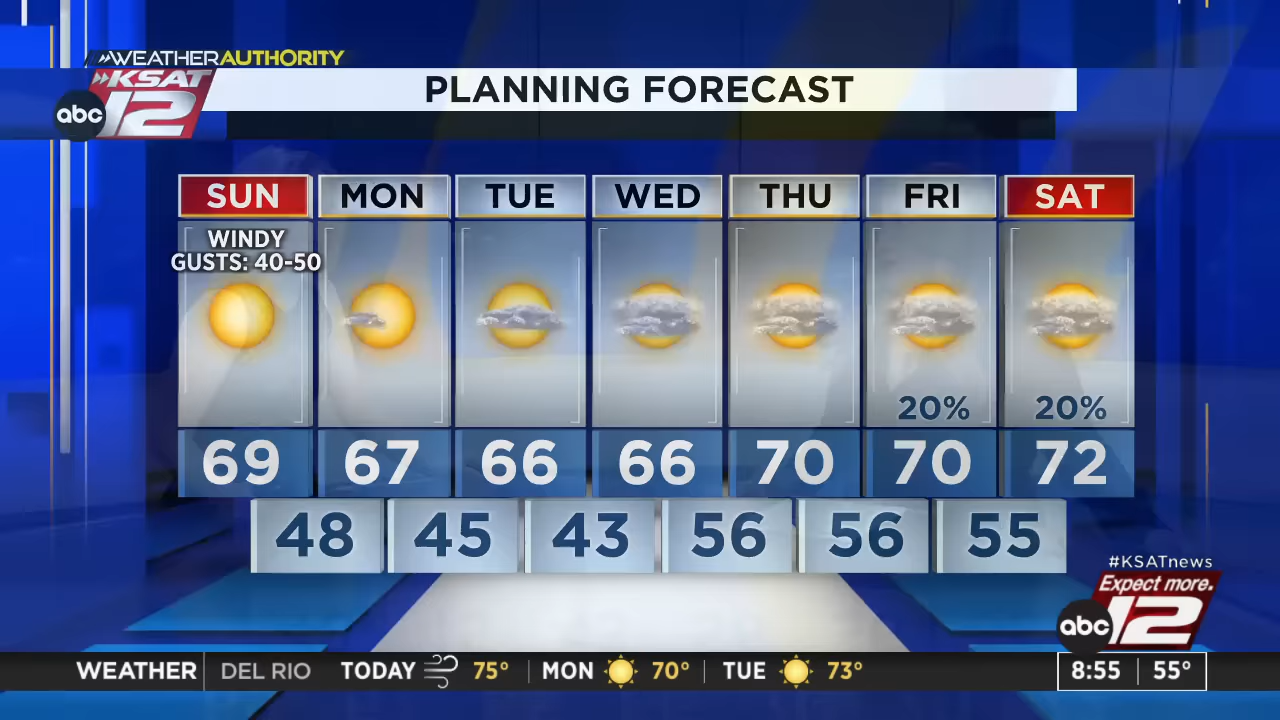 WEATHERAUTHORITY
KSAT
abc 12
PLANNING FORECAST
SUN MON TUE WED THU FRI SAT
WINDY
GUSTS: 40-50
20% 20%
69 67 66 66 70 70 72
48 45 43 56 56 55
#KSATnews
Expect more.
abc 12
WEATHER DEL RIO TODAY 75° MON 70° TUE 73° 8:55 55°